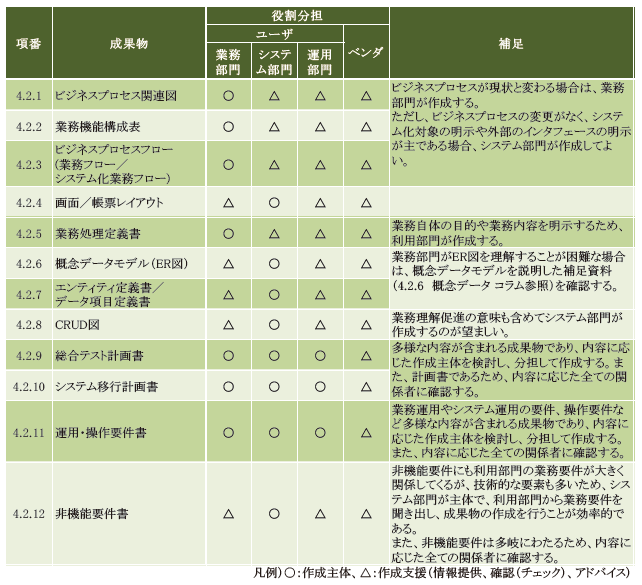 項番
成果物
役割分担
ユーザ
業務
部門
システ
ム部門
運用
部門
ベンダ
補足
4.2.1 ビジネスプロセス関連図 ○ △ △ △
ビジネスプロセスが現状と変わる場合は、業務
部門が作成する。
ただし、ビジネスプロセスの変更がなく、システ
ム化対象の明示や外部のインタフェースの明示
が主である場合、システム部門が作成してよ
い。
4.2.2 業務機能構成表 ○ △ △ △
4.2.3 ビジネスプロセスフロー
(業務フロー/
システム化業務フロー) ○ △ △ △
4.2.4 画面/帳票レイアウト △ ○ △ △
4.2.5 業務処理定義書 ○ △ △ △
業務自体の目的や業務内容を明示するため、
利用部門が作成する。
4.2.6 概念データモデル(ER図) △ ○ △ △
業務部門がER図を理解することが困難な場合
は、概念データモデルを説明した補足資料
(4.2.6 概念データ コラム参照)を確認する。
4.2.7 エンティティ定義書/
データ項目定義書 △ ○ △ △
4.2.8 CRUD図 △ ○ △ △
業務理解促進の意味も含めてシステム部門が
作成するのが望ましい。
4.2.9 総合テスト計画書 ○ ○ ○ △
多様な内容が含まれる成果物であり、内容に応
じた作成主体を検討し、分担して作成する。ま
た、計画書であるため、内容に応じた全ての関
係者に確認する。
4.2.10 システム移行計画書 ○ ○ ○ △
4.2.11 運用・操作要件書 ○ ○ ○ △
業務運用やシステム運用の要件、操作要件な
ど多様な内容が含まれる成果物であり、内容に
応じた作成主体を検討し、分担して作成する。
また、内容に応じた全ての関係者に確認する。
4.2.12 非機能要件書 △ ○ △ △
非機能要件にも利用部門の業務要件が大きく
関係してくるが、技術的な要素も多いため、シス
テム部門が主体で、利用部門から業務要件を
聞き出し、成果物の作成を行うことが効率的で
ある。
また、非機能要件は多岐にわたるため、内容に
応じた全ての関係者に確認する。
凡例)○:作成主体、△:作成支援(情報提供、確認(チェック)、アドバイス)